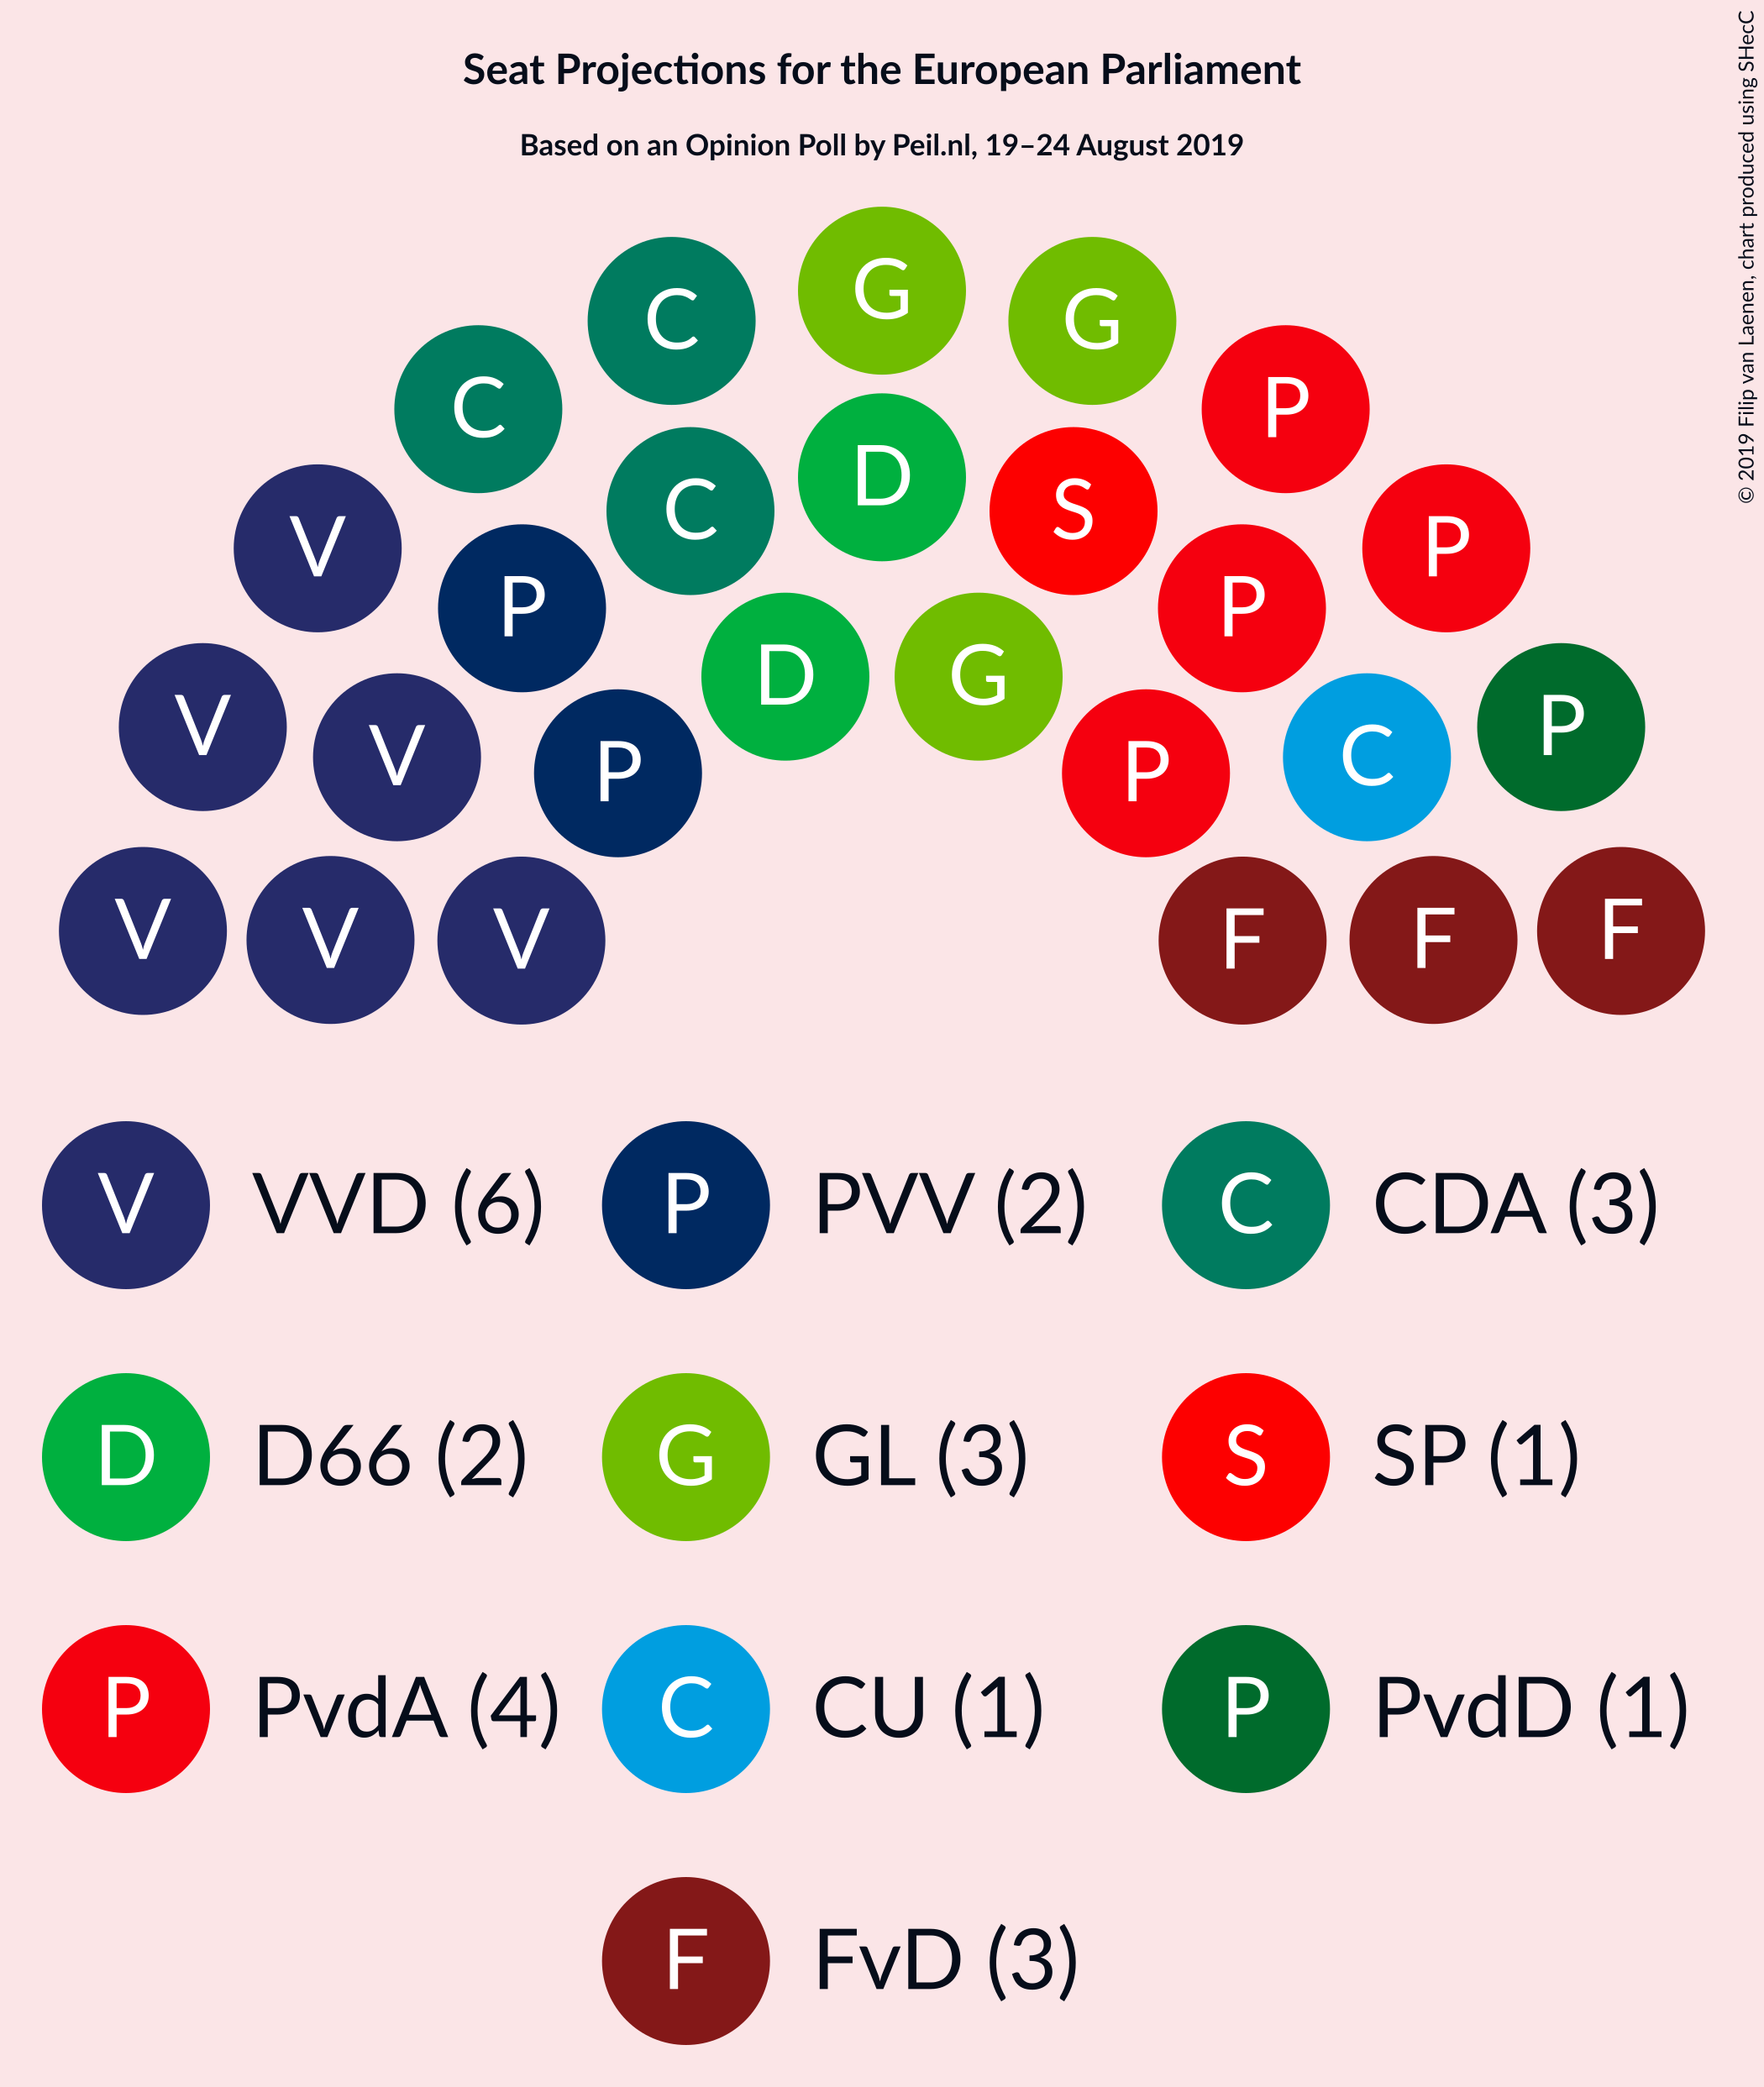 Seat Projections for the European Parliament
Based on an Opinion Poll by Peil.nl, 19–24 August 2019
© 2019 Filip van Laenen, chart produced using SHecC
G
C G
C P
D
C S
V P
P P
D G
V P
V C
P P
V F
V V F F
V VVD (6) P PVV (2) C CDA (3)
D D66 (2) G GL (3) S SP (1)
P PvdA (4) C CU (1) P PvdD (1)
F FvD (3)